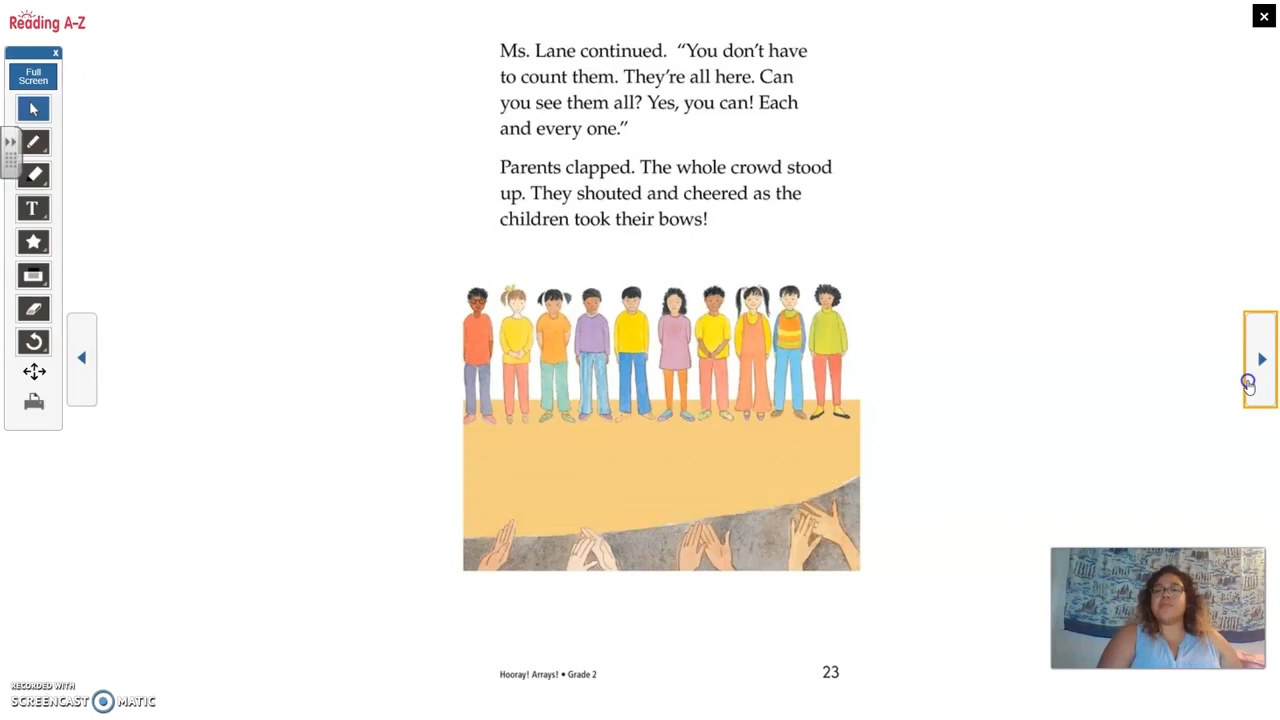 Reading A-Z
x
Full
Screen
T
Ms. Lane continued. “You don’t have
to count them. They’re all here. Can
you see them all? Yes, you can! Each
and every one.”
Parents clapped. The whole crowd stood
up. They shouted and cheered as the
children took their bows!
Hooray! Arrays! • Grade 2
23
RECORDED WITH
SCREENCAST MATIC